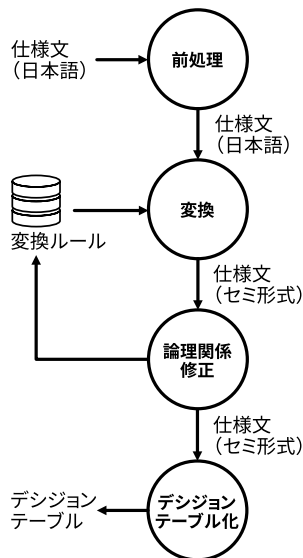 仕様文
（日本語）
前処理
仕様文
（日本語）
変換
変換ルール
仕様文
（セミ形式）
論理関係
修正
仕様文
（セミ形式）
デシジョン
テーブル
デシジョン
テーブル化